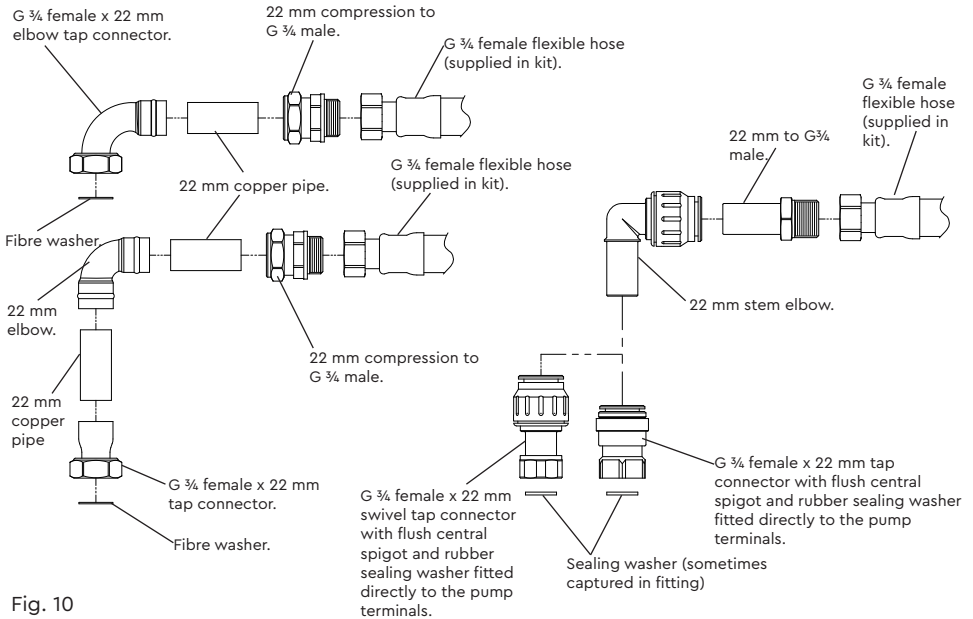 G ¾ female x 22 mm
elbow tap connector.
22 mm compression to
G ¾ male.
G ¾ female flexible hose
(supplied in kit).
22 mm copper pipe.
G ¾ female flexible hose
(supplied in kit).
Fibre washer.
22 mm
elbow.
22 mm compression to
G ¾ male.
22 mm
copper
pipe
G ¾ female x 22 mm
tap connector.
Fibre washer.
G ¾ female
flexible hose
(supplied in
kit).
22 mm to G¾
male.
22 mm stem elbow.
G ¾ female x 22 mm
swivel tap connector
with flush central
spigot and rubber
sealing washer fitted
directly to the pump
terminals.
G ¾ female x 22 mm tap
connector with flush central
spigot and rubber sealing washer
fitted directly to the pump
terminals.
Sealing washer (sometimes
captured in fitting)
Fig. 10